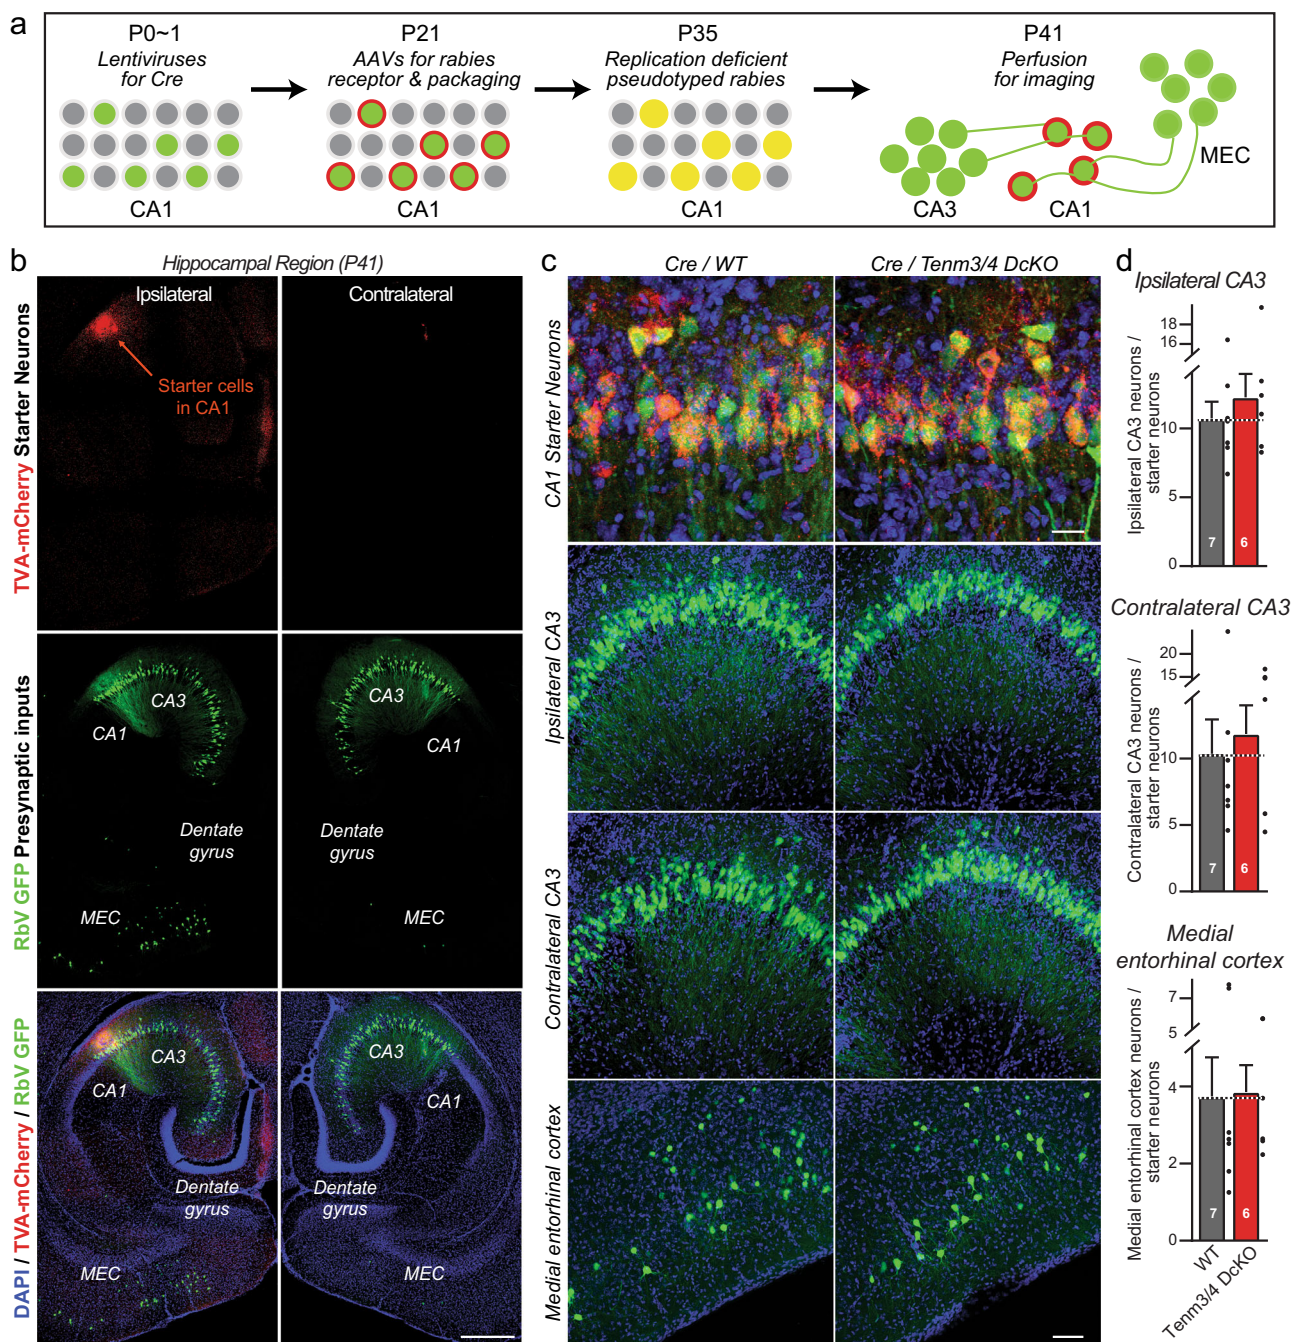 a
P0~1
Lentiviruses
for Cre
CA1
P21
AAVs for rabies
receptor & packaging
CA1
P35
Replication deficient
pseudotyped rabies
CA1
P41
Perfusion
for imaging
MEC
CA3
CA1
b
Hippocampal Region (P41)
Ipsilateral
Contralateral
TVA-mCherry Starter Neurons
Starter cells
in CA1
RbV GFP Presynaptic inputs
CA3
CA1
Dentate
gyrus
MEC
CA3
CA1
Dentate
gyrus
MEC
DAPI / TVA-mCherry / RbV GFP
CA3
CA1
Dentate
gyrus
MEC
CA3
CA1
Dentate
gyrus
MEC
c
Cre / WT
Cre / Tenm3/4 DcKO
CA1 Starter Neurons
Ipsilateral CA3
Contralateral CA3
Medial entorhinal cortex
d
Ipsilateral CA3
Ipsilateral CA3 neurons /
starter neurons
18
16
10
5
0
7
6
Contralateral CA3
Contralateral CA3 neurons /
starter neurons
20
15
10
5
0
7
6
Medial
entorhinal cortex
Medial entorhinal cortex neurons /
starter neurons
7
5
4
2
0
7
6
WT
Tenm3/4 DcKO